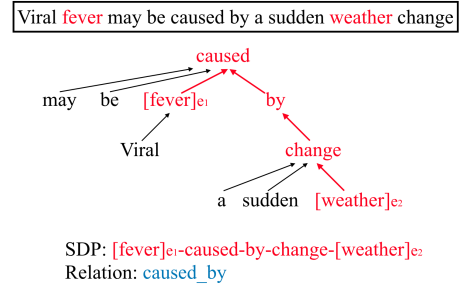 Viral fever may be caused by a sudden weather change
caused
may be [fever]e1 by
Viral change
a sudden [weather]e2
SDP: [fever]e1-caused-by-change-[weather]e2
Relation: caused_by